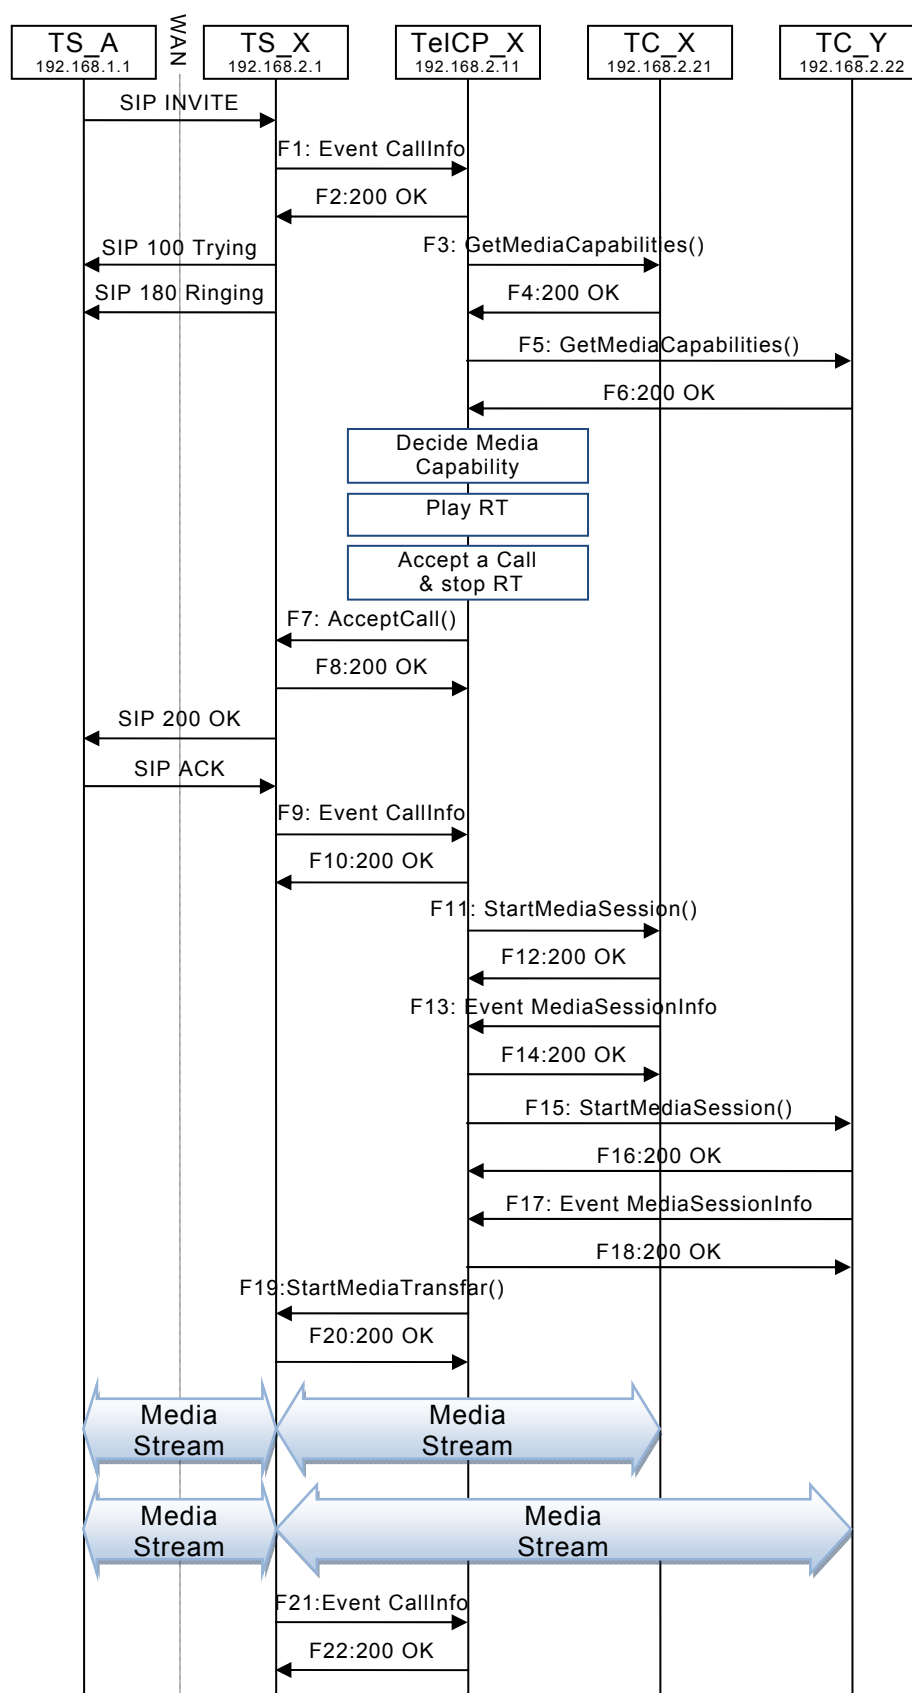 WAN
TS_A
192.168.1.1
TS_X
192.168.2.1
TelCP_X
192.168.2.11
TC_X
192.168.2.21
TC_Y
192.168.2.22
SIP INVITE
F1: Event CallInfo
F2:200 OK
SIP 100 Trying
F3: GetMediaCapabilities()
SIP 180 Ringing
F4:200 OK
F5: GetMediaCapabilities()
F6:200 OK
Decide Media
Capability
Play RT
Accept a Call
& stop RT
F7: AcceptCall()
F8:200 OK
SIP 200 OK
SIP ACK
F9: Event CallInfo
F10:200 OK
F11: StartMediaSession()
F12:200 OK
F13: Event MediaSessionInfo
F14:200 OK
F15: StartMediaSession()
F16:200 OK
F17: Event MediaSessionInfo
F18:200 OK
F19:StartMediaTransfar()
F20:200 OK
Media
Stream
Media
Stream
Media
Stream
Media
Stream
F21:Event CallInfo
F22:200 OK